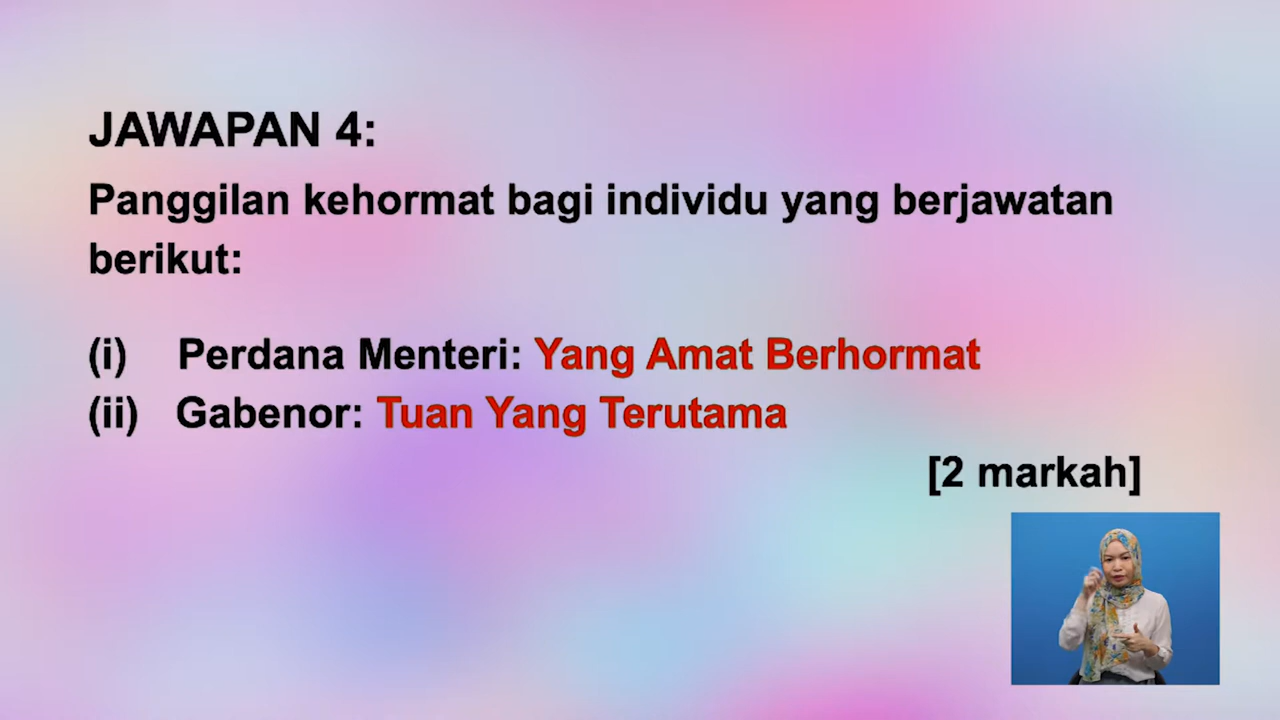 JAWAPAN 4:
Panggilan kehormat bagi individu yang berjawatan
berikut:
(i) Perdana Menteri: Yang Amat Berhormat
(ii) Gabenor: Tuan Yang Terutama
[2 markah]